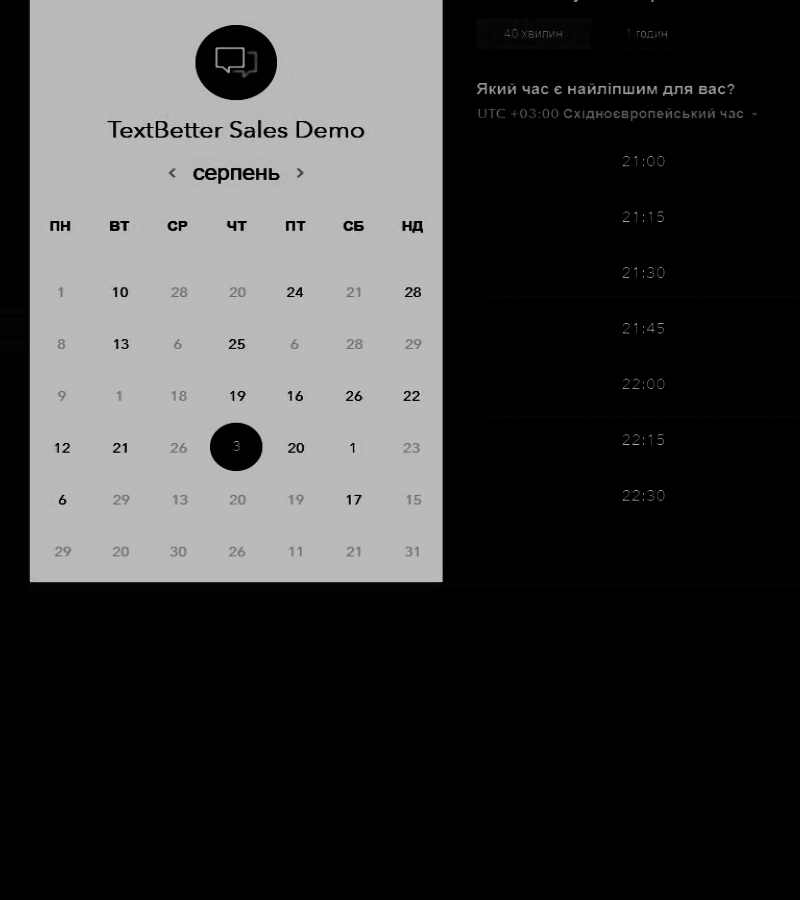 TextBetter Sales Demo
серпень
ПН ВТ СР ЧТ ПТ СБ НД
1 10 28 20 24 21 28
8 13 6 25 6 28 29
9 1 18 19 16 26 22
12 21 26 3 20 1 23
6 29 13 20 19 17 15
29 20 30 26 11 21 31
40 хвилин 1 годин
Який час є найліпшим для вас?
UTC +03:00 Східноєвропейський час
21:00
21:15
21:30
21:45
22:00
22:15
22:30